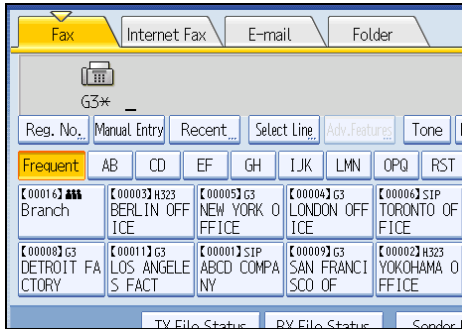 Fax Internet Fax E-mail Folder
G3* _
Reg. No. Manual Entry Recent Select Line Adv.Features Tone
Frequent AB CD EF GH IJK LMN OPQ RST
【00016】 【00003】H323 【00005】G3 【00004】G3 【00006】SIP
Branch BERLIN OFF NEW YORK O LONDON OFF TORONTO OF
ICE FFICE ICE FICE
【00008】G3 【00011】G3 【00001】SIP 【00009】G3 【00002】H323
DETROIT FA LOS ANGELE ABCD COMPA SAN FRANCI YOKOHAMA O
CTORY S FACT NY SCO OF FFICE
TX File Status RX File Status Sender